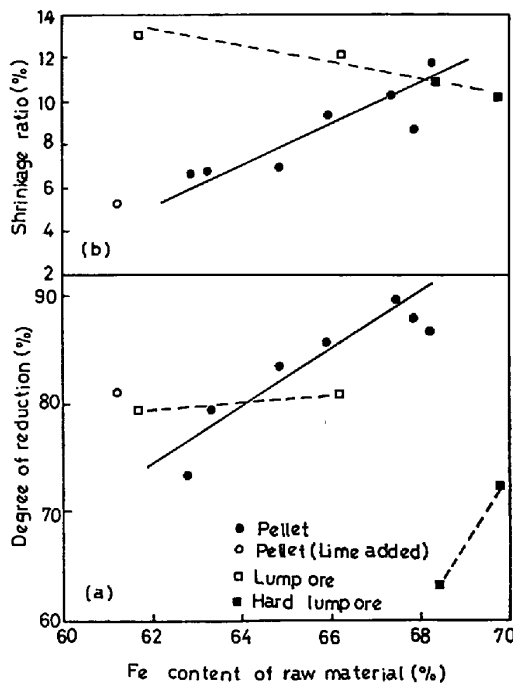 14
12
10
8
6
4
2
Shrinkage ratio (%)
(b)
90
80
70
60
Degree of reduction (%)
● Pellet
○ Pellet (Lime added)
□ Lump ore
■ Hard lump ore
(a)
60 62 64 66 68 70
Fe content of raw material (%)